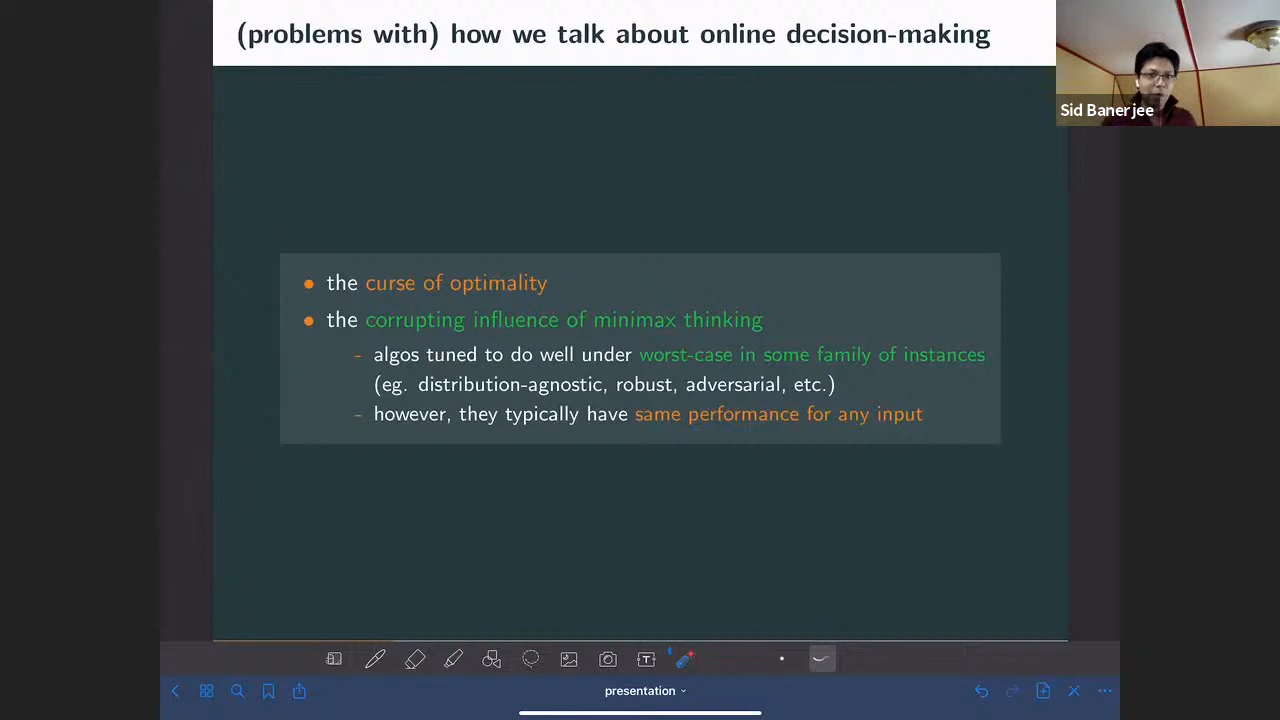 (problems with) how we talk about online decision-making
Sid Banerjee
• the curse of optimality
• the corrupting influence of minimax thinking
- algos tuned to do well under worst-case in some family of instances
(eg. distribution-agnostic, robust, adversarial, etc.)
- however, they typically have same performance for any input
T
presentation